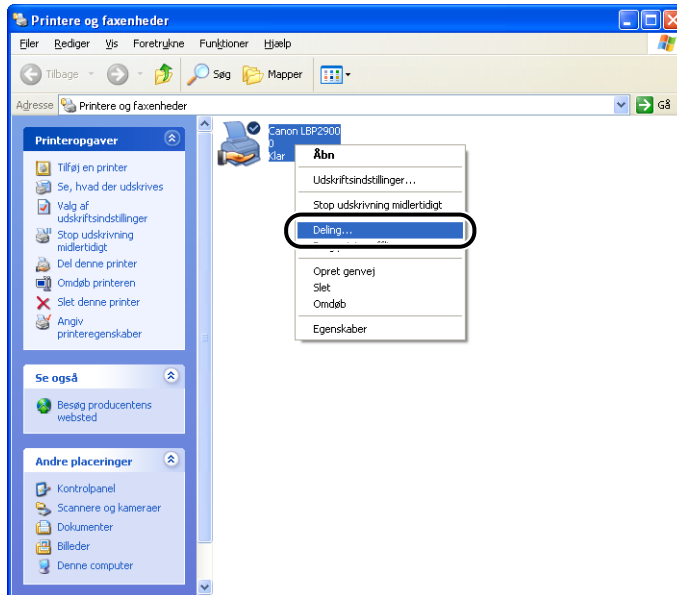 Printere og faxenheder
Filer Rediger Vis Foretrukne Funktioner Hjælp
Tilbage Søg Mapper
Adresse Printere og faxenheder Gå
Printeropgaver
Tilføj en printer
Se, hvad der udskrives
Valg af
udskriftsindstillinger
Stop udskrivning
midlertidigt
Del denne printer
Omdøb printeren
Slet denne printer
Angiv
printeregenskaber
Se også
Besøg producentens
websted
Andre placeringer
Kontrolpanel
Scannere og kameraer
Dokumenter
Billeder
Denne computer
Canon LBP2900
0
Klar
Åbn
Udskriftsindstillinger...
Stop udskrivning midlertidigt
Deling...
Opret genvej
Slet
Omdøb
Egenskaber